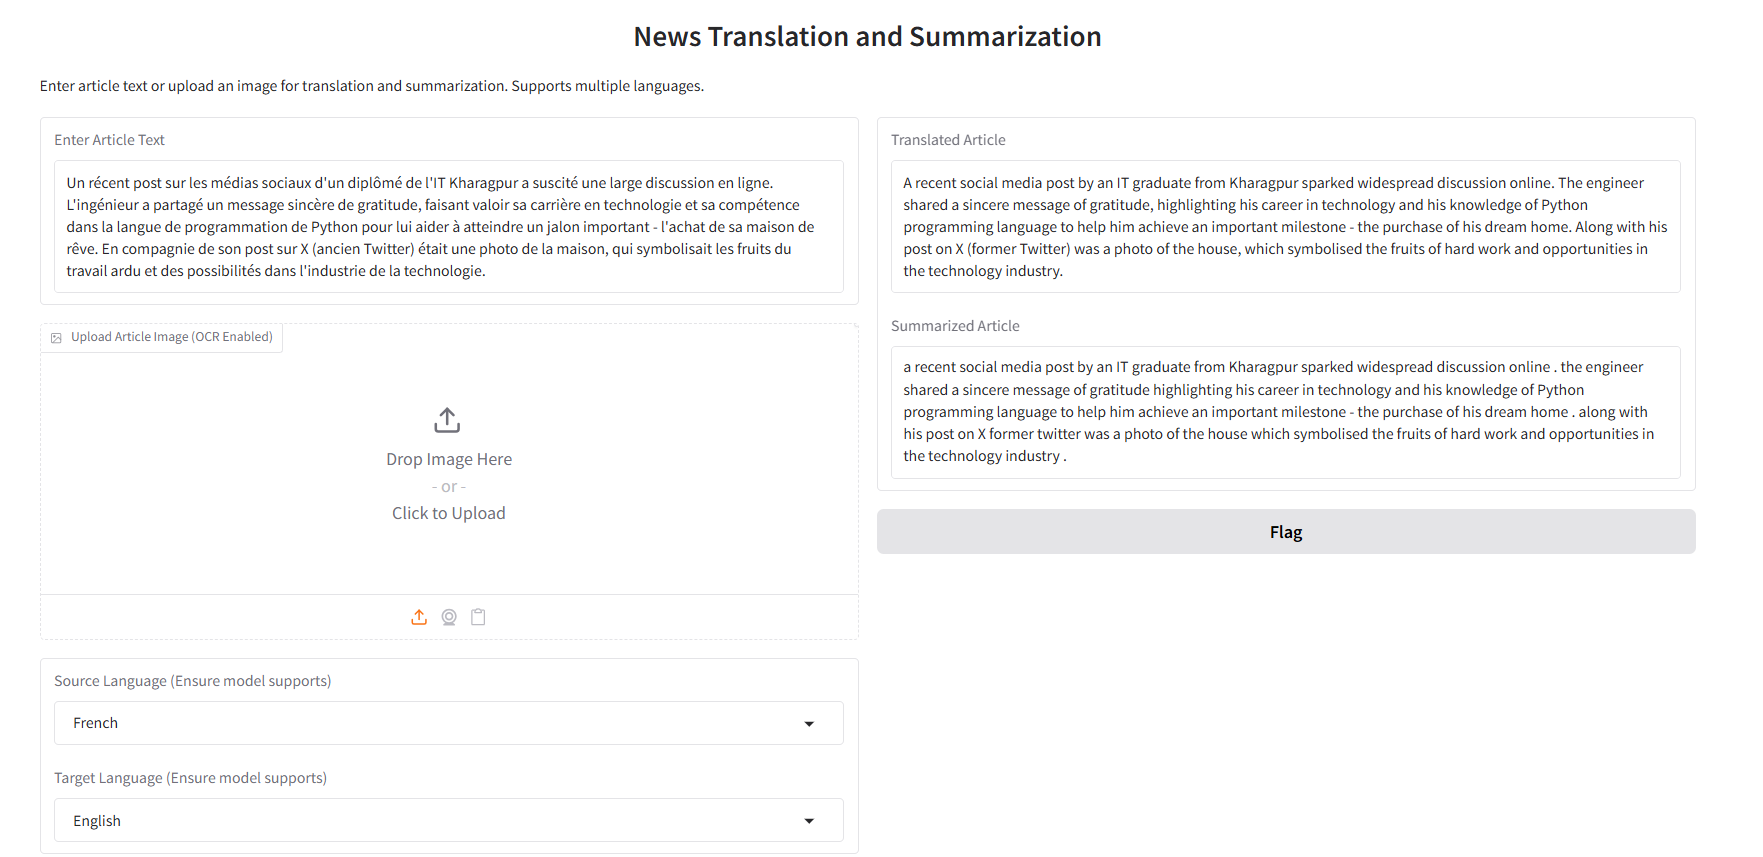 News Translation and Summarization
Enter article text or upload an image for translation and summarization. Supports multiple languages.
Enter Article Text
Un récent post sur les médias sociaux d'un diplômé de l'IT Kharagpur a suscité une large discussion en ligne.
L'ingénieur a partagé un message sincère de gratitude, faisant valoir sa carrière en technologie et sa compétence
dans la langue de programmation de Python pour lui aider à atteindre un jalon important - l'achat de sa maison de
rêve. En compagnie de son post sur X (ancien Twitter) était une photo de la maison, qui symbolisait les fruits du
travail ardu et des possibilités dans l'industrie de la technologie.
Upload Article Image (OCR Enabled)
Drop Image Here
- or -
Click to Upload
Source Language (Ensure model supports)
French
Target Language (Ensure model supports)
English
Translated Article
A recent social media post by an IT graduate from Kharagpur sparked widespread discussion online. The engineer
shared a sincere message of gratitude, highlighting his career in technology and his knowledge of Python
programming language to help him achieve an important milestone - the purchase of his dream home. Along with his
post on X (former Twitter) was a photo of the house, which symbolised the fruits of hard work and opportunities in
the technology industry.
Summarized Article
a recent social media post by an IT graduate from Kharagpur sparked widespread discussion online . the engineer
shared a sincere message of gratitude highlighting his career in technology and his knowledge of Python
programming language to help him achieve an important milestone - the purchase of his dream home . along with
his post on X former twitter was a photo of the house which symbolised the fruits of hard work and opportunities in
the technology industry .
Flag